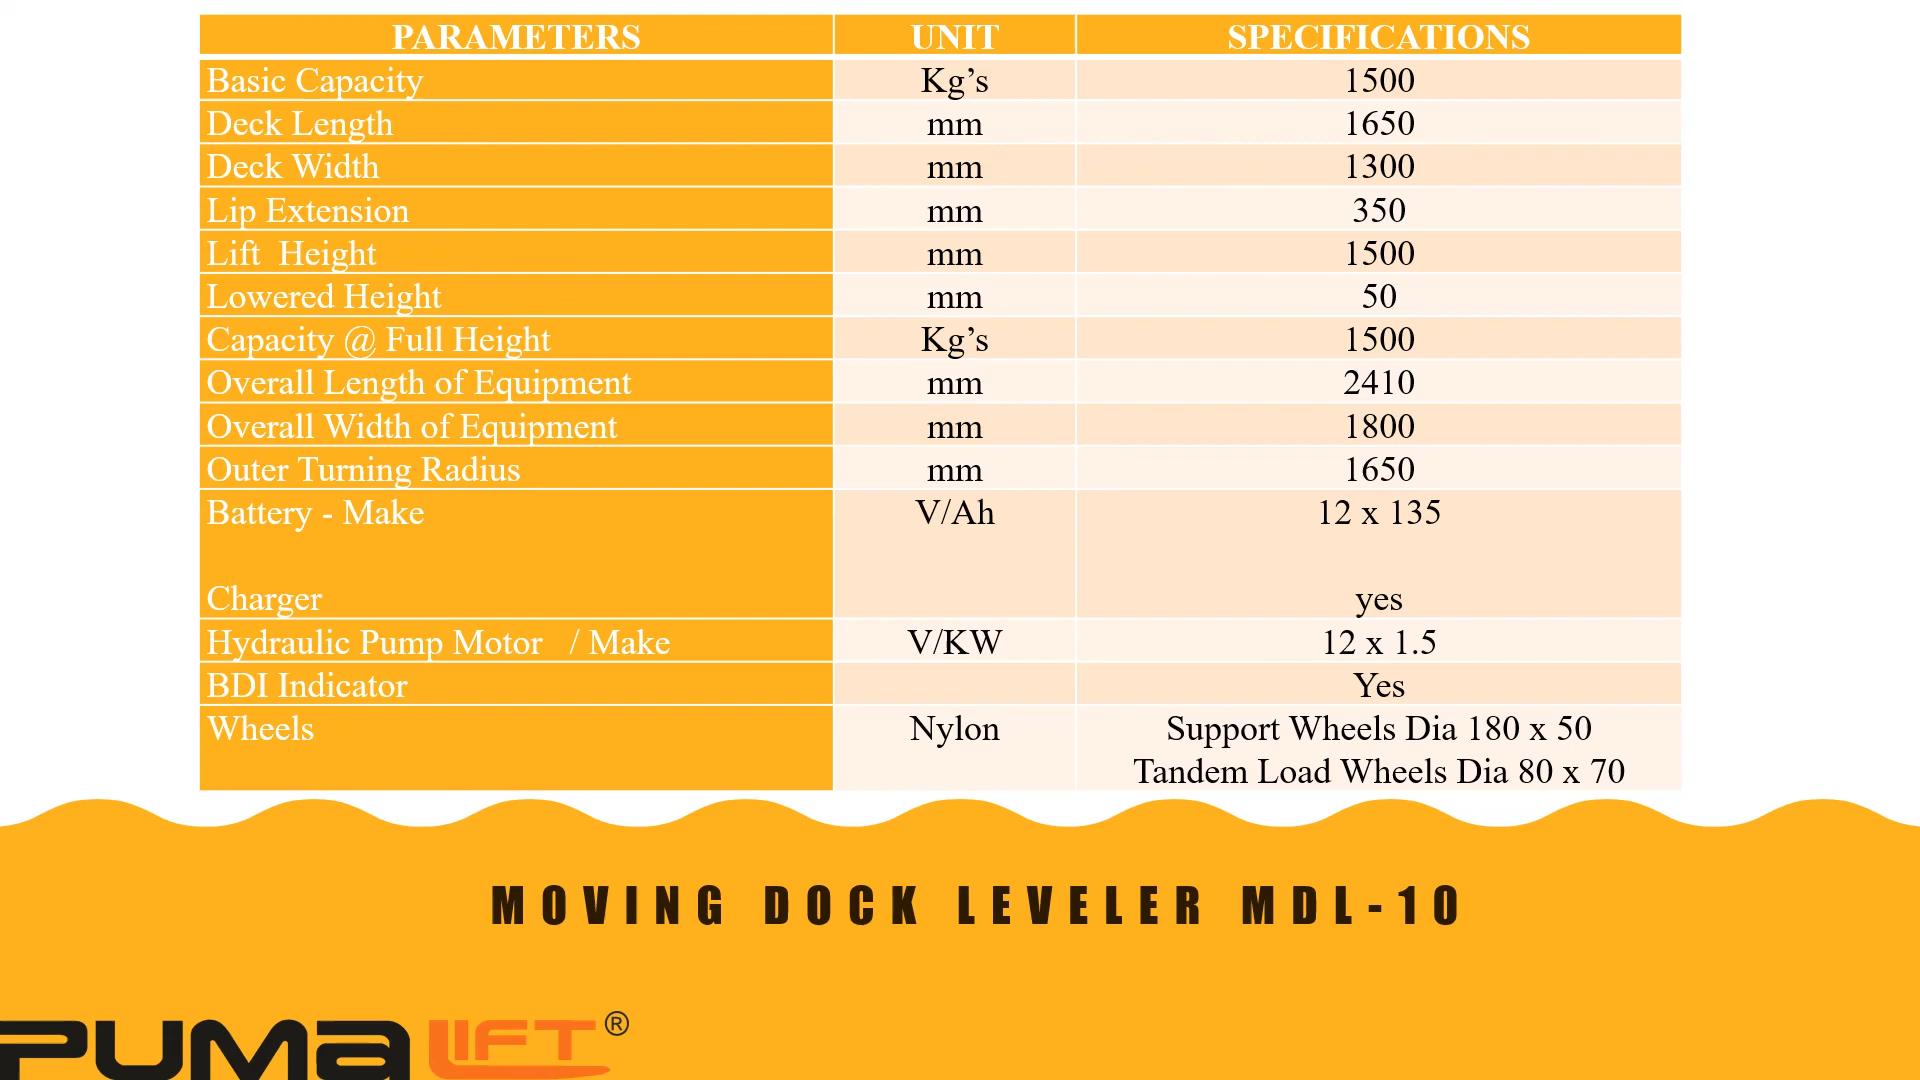 PARAMETERS UNIT SPECIFICATIONS
Basic Capacity Kg’s 1500
Deck Length mm 1650
Deck Width mm 1300
Lip Extension mm 350
Lift  Height mm 1500
Lowered Height mm 50
Capacity @ Full Height Kg’s 1500
Overall Length of Equipment mm 2410
Overall Width of Equipment mm 1800
Outer Turning Radius mm 1650
Battery - Make V/Ah 12 x 135
Charger yes
Hydraulic Pump Motor   / Make V/KW 12 x 1.5
BDI Indicator Yes
Wheels Nylon Support Wheels Dia 180 x 50
Tandem Load Wheels Dia 80 x 70
MOVING DOCK LEVELER MDL-10
PUMA LIFT ®